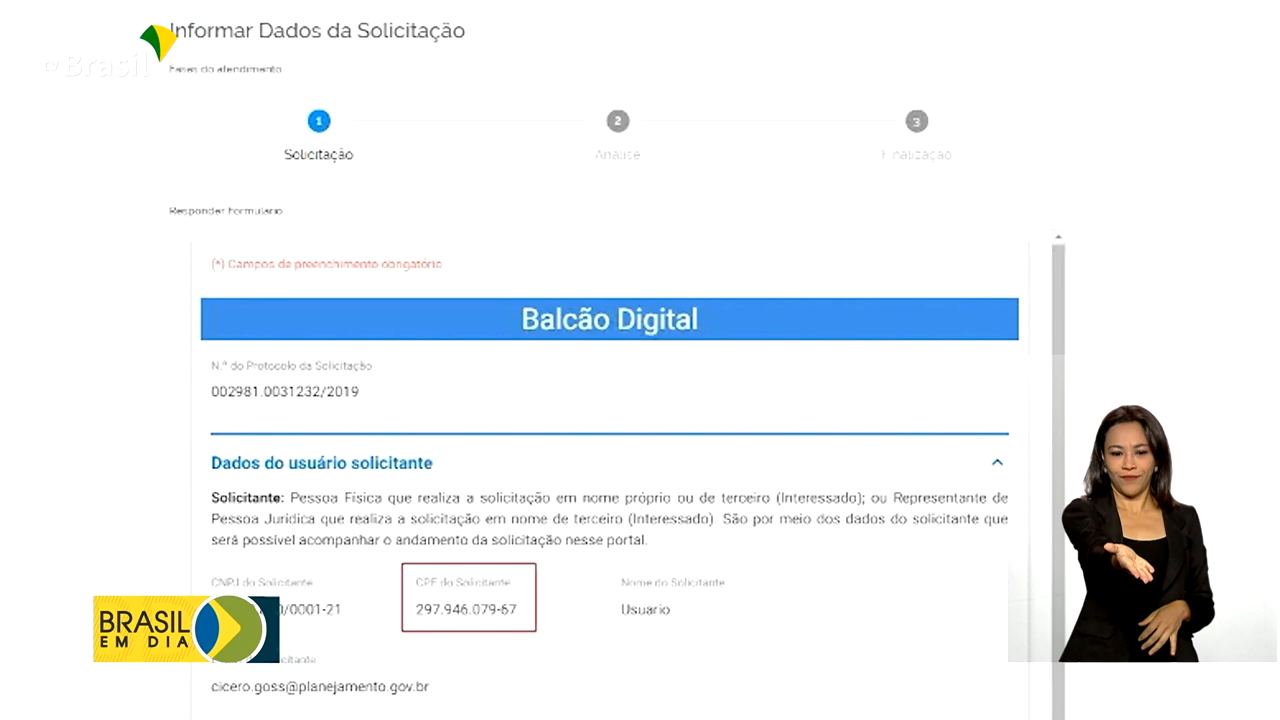 Informar Dados da Solicitação
tv Brasil
Fases do atendimento
1
2
3
Solicitação
Análise
Finalização
Responder Formulário
(*) Campos de preenchimento obrigatório
Balcão Digital
N.º do Protocolo da Solicitação
002981.0031232/2019
Dados do usuário solicitante
Solicitante: Pessoa Física que realiza a solicitação em nome próprio ou de terceiro (Interessado); ou Representante de
Pessoa Jurídica que realiza a solicitação em nome de terceiro (Interessado). São por meio dos dados do solicitante que
será possível acompanhar o andamento da solicitação nesse portal.
CNPJ do Solicitante
CPF do Solicitante
Nome do Solicitante
0/0001-21
297.946.079-67
Usuario
BRASIL
EM DIA
cicero.goss@planejamento.gov.br